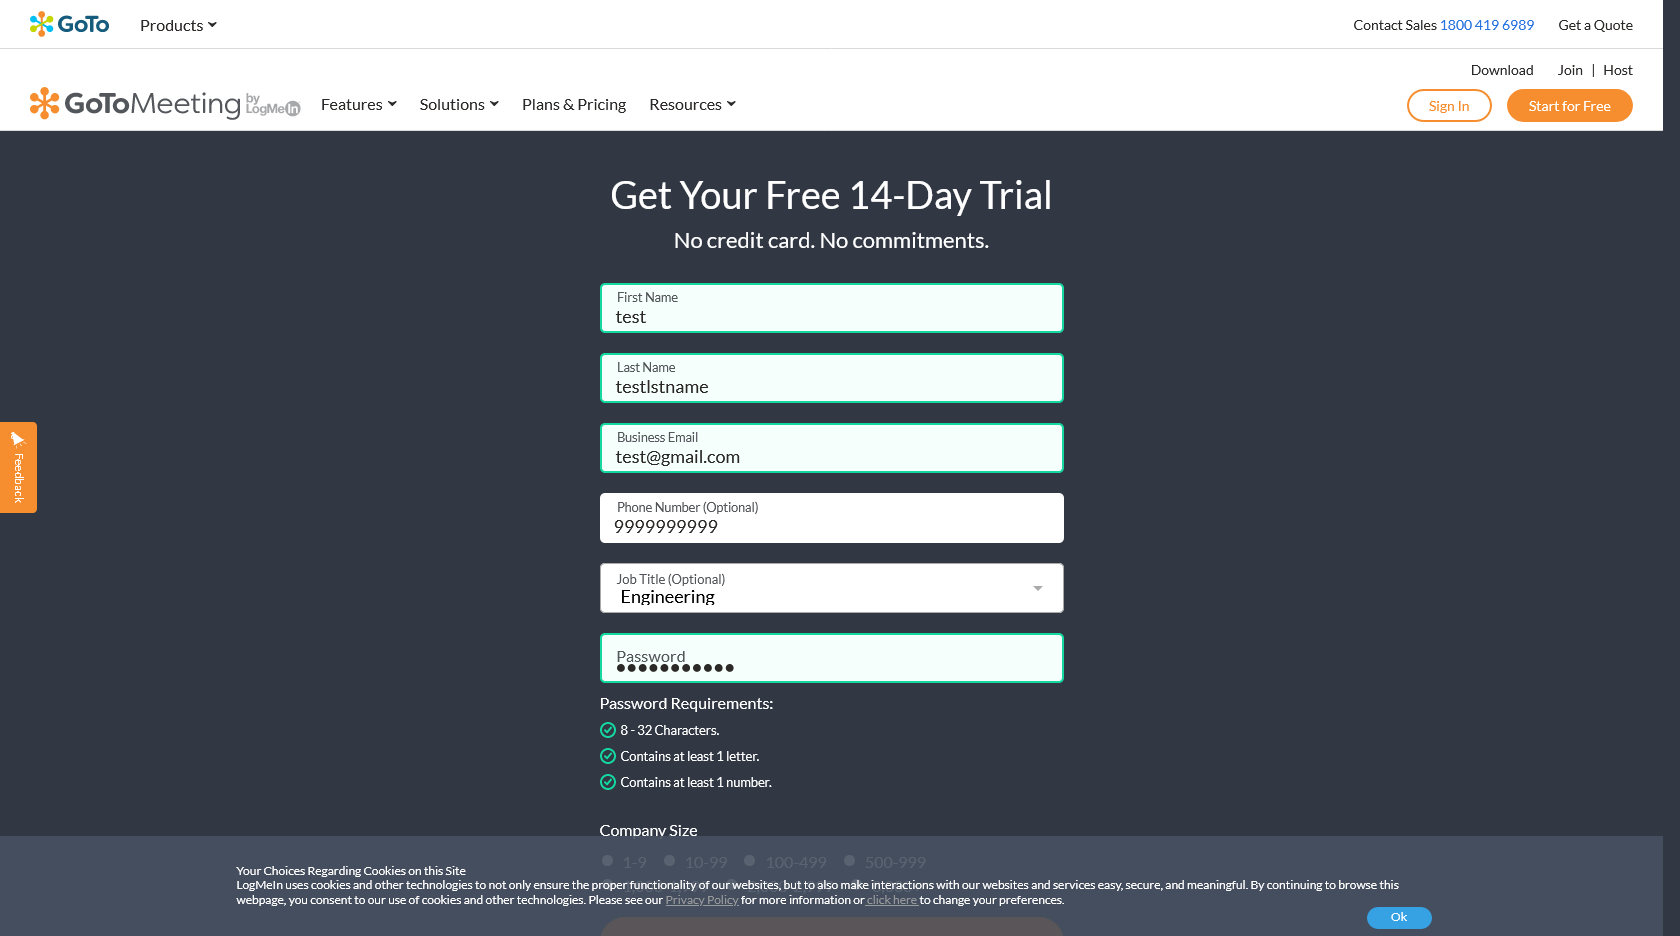 GoTo
Products
Contact Sales 1800 419 6989
Get a Quote
Download
Join | Host
GoToMeeting by LogMeIn
Features
Solutions
Plans & Pricing
Resources
Sign In
Start for Free
Get Your Free 14-Day Trial
No credit card. No commitments.
First Name
test
Last Name
testlstname
Business Email
test@gmail.com
Feedback
Phone Number (Optional)
9999999999
Job Title (Optional)
Engineering
Password
Password Requirements:
8 - 32 Characters.
Contains at least 1 letter.
Contains at least 1 number.
Company Size
1-9 10-99 100-499 500-999
Your Choices Regarding Cookies on this Site
LogMeIn uses cookies and other technologies to not only ensure the proper functionality of our websites, but to also make interactions with our websites and services easy, secure, and meaningful. By continuing to browse this
webpage, you consent to our use of cookies and other technologies. Please see our Privacy Policy for more information or click here to change your preferences.
Ok